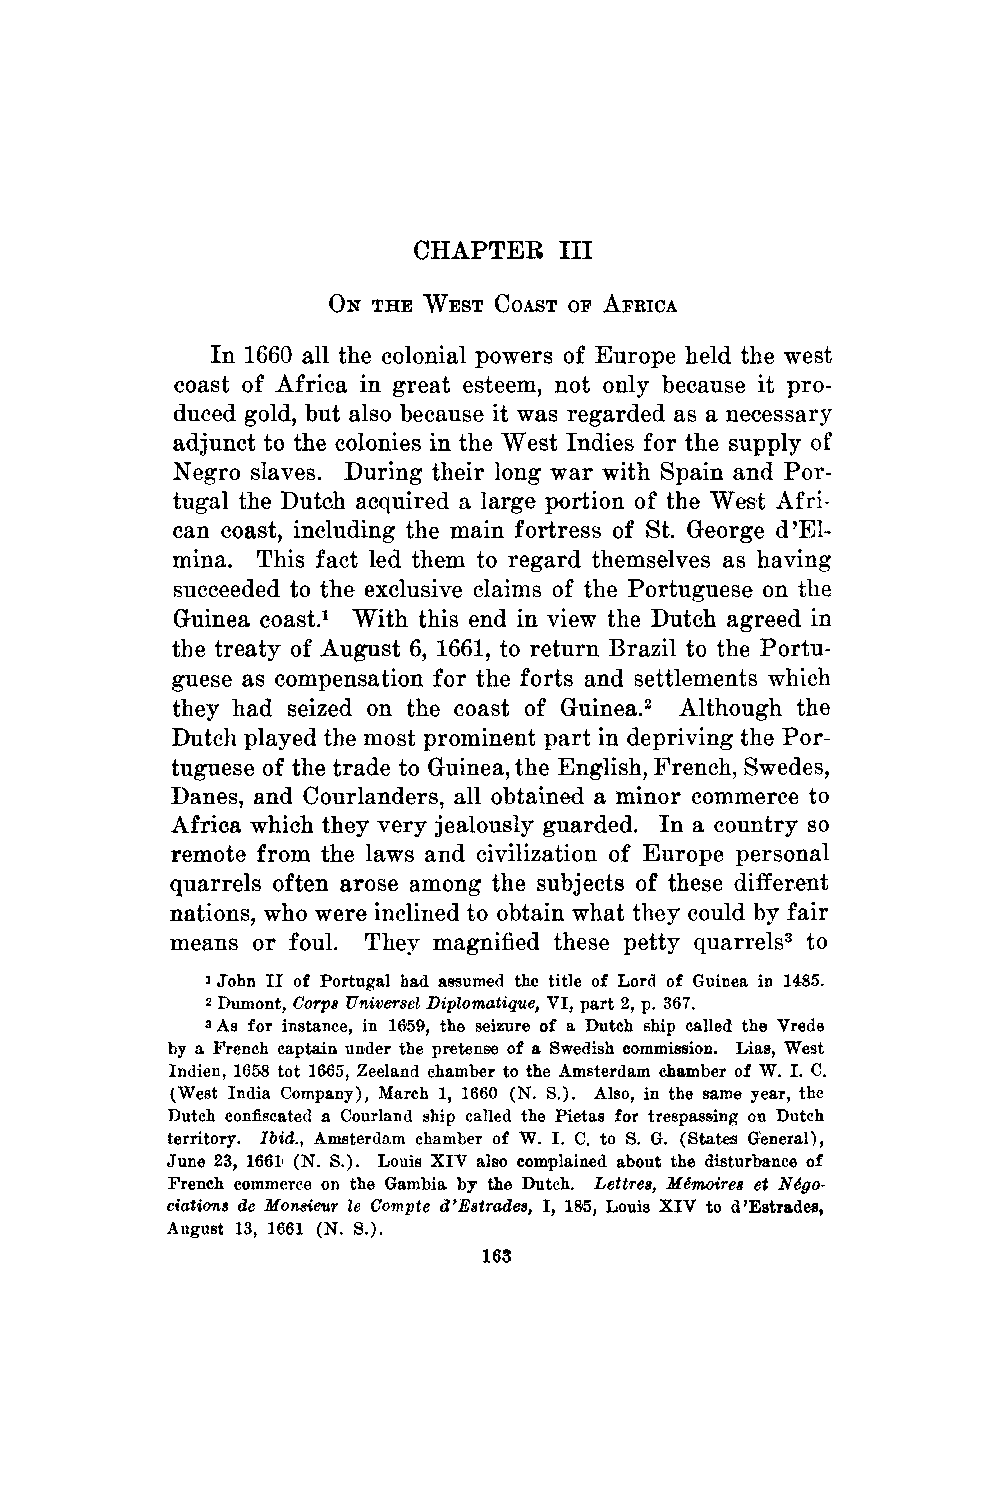 CHAPTER III
On the West Coast of Africa
In 1660 all the colonial powers of Europe held the west
coast of Africa in great esteem, not only because it pro-
duced gold, but also because it was regarded as a necessary
adjunct to the colonies in the West Indies for the supply of
Negro slaves. During their long war with Spain and Por-
tugal the Dutch acquired a large portion of the West Afri-
can coast, including the main fortress of St. George d'El-
mina. This fact led them to regard themselves as having
succeeded to the exclusive claims of the Portuguese on the
Guinea coast.¹ With this end in view the Dutch agreed in
the treaty of August 6, 1661, to return Brazil to the Portu-
guese as compensation for the forts and settlements which
they had seized on the coast of Guinea.² Although the
Dutch played the most prominent part in depriving the Por-
tuguese of the trade to Guinea, the English, French, Swedes,
Danes, and Courlanders, all obtained a minor commerce to
Africa which they very jealously guarded. In a country so
remote from the laws and civilization of Europe personal
quarrels often arose among the subjects of these different
nations, who were inclined to obtain what they could by fair
means or foul. They magnified these petty quarrels³ to
¹ John II of Portugal had assumed the title of Lord of Guinea in 1485.
² Dumont, Corps Universel Diplomatique, VI, part 2, p. 367.
³ As for instance, in 1659, the seizure of a Dutch ship called the Vrede
by a French captain under the pretense of a Swedish commission. Lias, West
Indien, 1658 tot 1665, Zeeland chamber to the Amsterdam chamber of W. I. C.
(West India Company), March 1, 1660 (N. S.). Also, in the same year, the
Dutch confiscated a Courland ship called the Pietas for trespassing on Dutch
territory. Ibid., Amsterdam chamber of W. I. C. to S. G. (States General),
June 23, 1661 (N. S.). Louis XIV also complained about the disturbance of
French commerce on the Gambia by the Dutch. Lettres, Mémoires et Négo-
ciations de Monsieur le Compte d'Estrades, I, 185, Louis XIV to d'Estrades,
August 13, 1661 (N. S.).
163